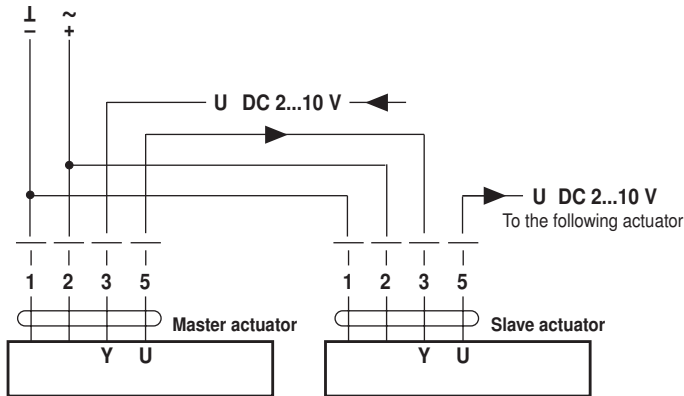 ⊥ ~
– +
U DC 2...10 V
U DC 2...10 V
To the following actuator
1 2 3 5 1 2 3 5
Master actuator Slave actuator
Y U Y U